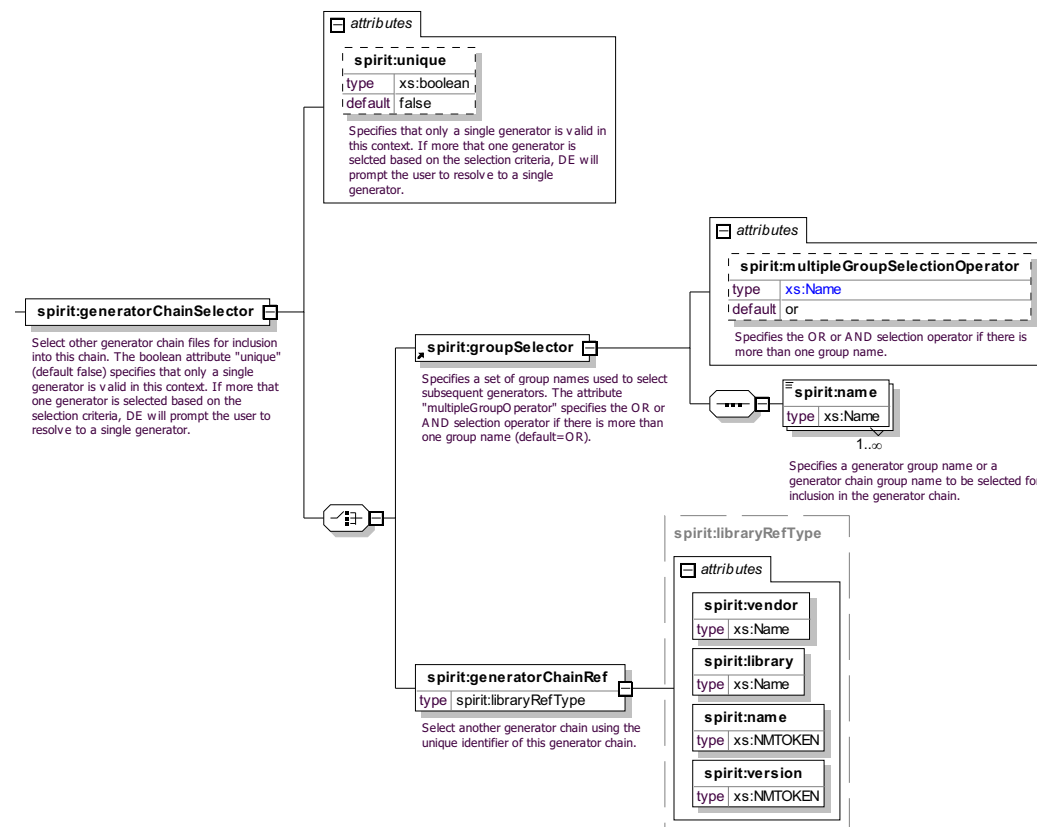 attributes
spirit:unique
type xs:boolean
default false
Specifies that only a single generator is valid in
this context. If more that one generator is
selcted based on the selection criteria, DE will
prompt the user to resolve to a single
generator.
spirit:generatorChainSelector
Select other generator chain files for inclusion
into this chain. The boolean attribute "unique"
(default false) specifies that only a single
generator is valid in this context. If more that
one generator is selected based on the
selection criteria, DE will prompt the user to
resolve to a single generator.
attributes
spirit:multipleGroupSelectionOperator
type xs:Name
default or
Specifies the OR or AND selection operator if there is
more than one group name.
spirit:groupSelector
Specifies a set of group names used to select
subsequent generators. The attribute
"multipleGroupOperator" specifies the OR or
AND selection operator if there is more than
one group name (default=OR).
spirit:name
type xs:Name
1..∞
Specifies a generator group name or a
generator chain group name to be selected for
inclusion in the generator chain.
spirit:libraryRefType
attributes
spirit:vendor
type xs:Name
spirit:library
type xs:Name
spirit:name
type xs:NMTOKEN
spirit:version
type xs:NMTOKEN
spirit:generatorChainRef
type spirit:libraryRefType
Select another generator chain using the
unique identifier of this generator chain.